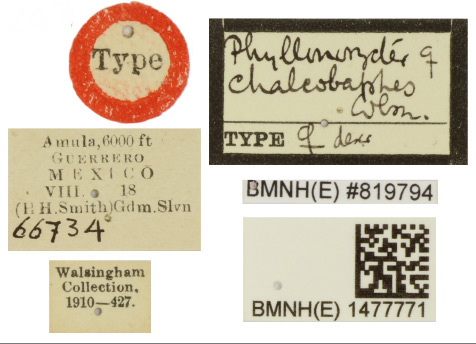 Type
Phyllonorycter ♀
chalcobaphes
Wlsm.
TYPE ♀ descr
Amula, 6000 ft
GUERRERO
MEXICO
VIII. 18
(H.H.Smith)Gdm.Slvn
66734
BMNH(E) #819794
Walsingham
Collection,
1910—427.
BMNH(E) 1477771